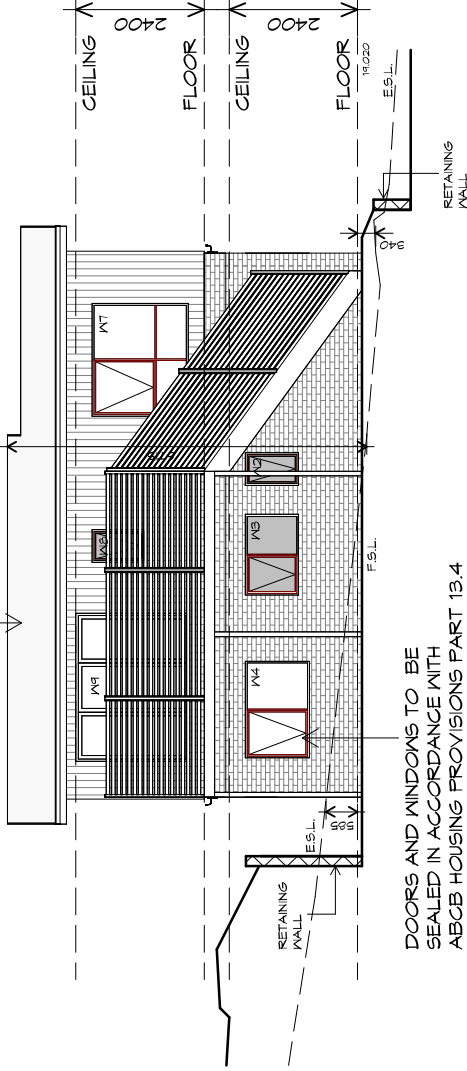 2400
CEILING
FLOOR
2400
CEILING
FLOOR
19.020
E.S.L.
RETAINING
WALL
340
W7
W8
W9
W2
W3
W4
F.S.L.
E.S.L.
585
RETAINING
WALL
DOORS AND WINDOWS TO BE
SEALED IN ACCORDANCE WITH
ABCB HOUSING PROVISIONS PART 13.4